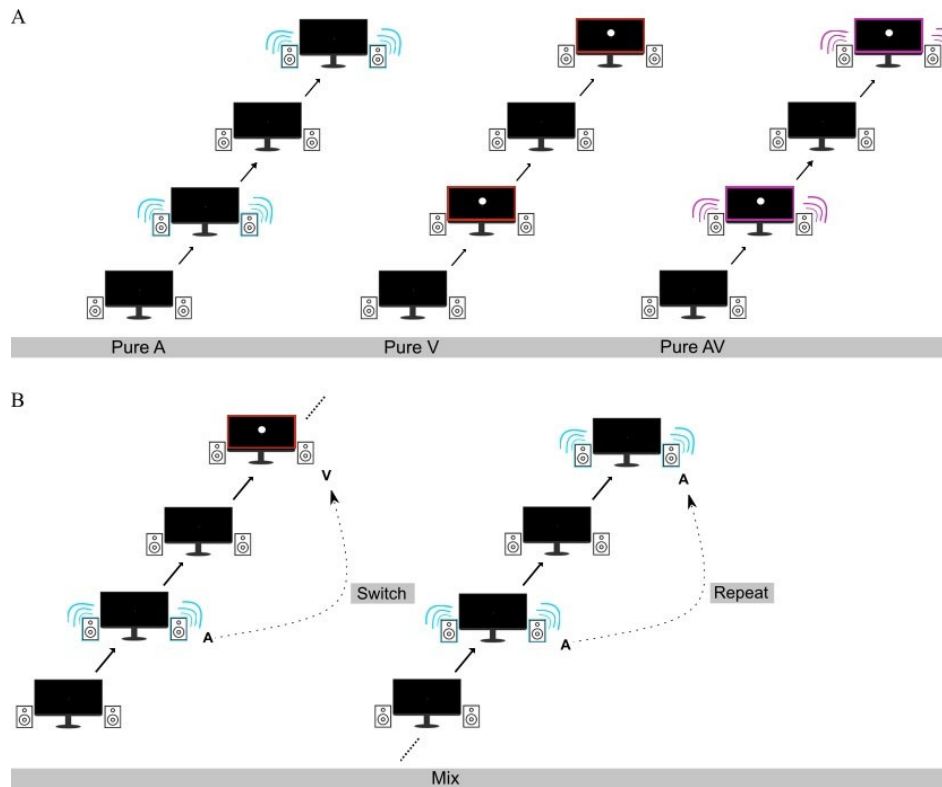 A
Pure A
Pure V
Pure AV
B
V
A
Switch
A
Repeat
A
Mix